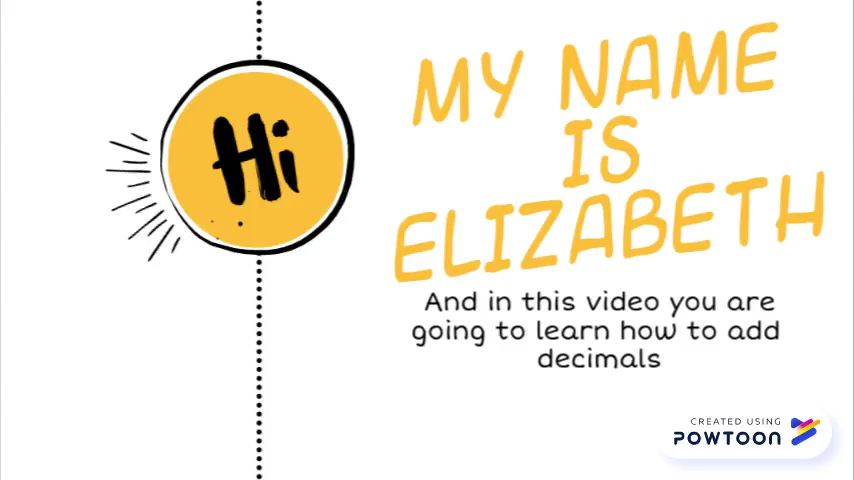 Hi
MY NAME
IS
ELIZABETH
And in this video you are
going to learn how to add
decimals
CREATED USING
POWTOON